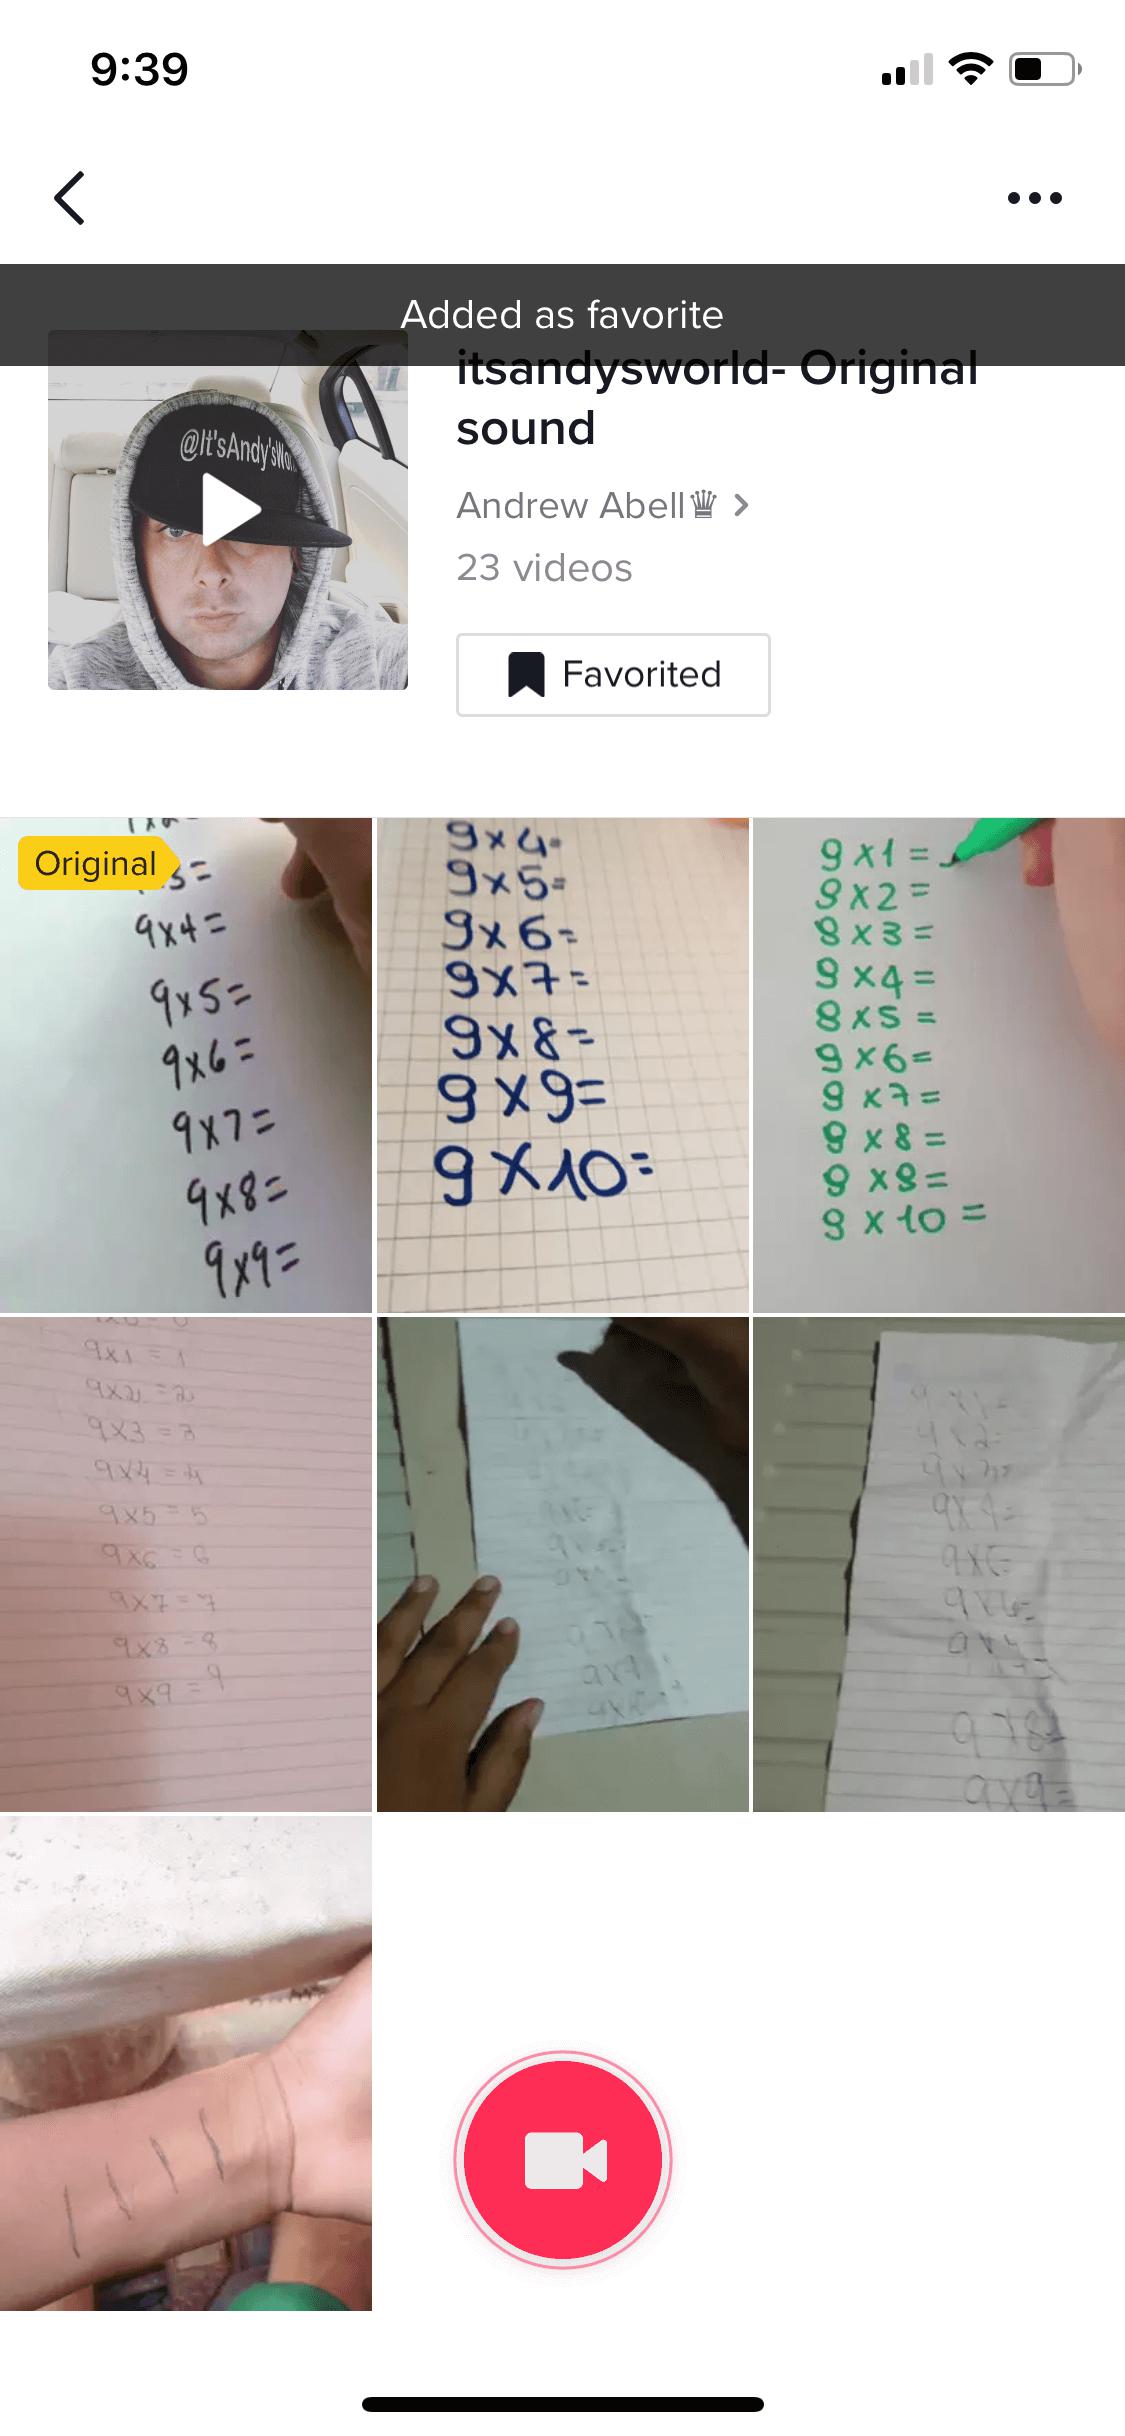 9:39
Added as favorite
itsandysworld- Original
sound
@It'sAndy'sWo
Andrew Abell♛ >
23 videos
Favorited
Original
3=
9x4=
9x5=
9x6=
9x7=
9x8=
9x9=
9x4=
9x5=
9x6=
9x7=
9x8=
9x9=
9x10=
9x1=
9x2=
9x3=
9x4=
9x5=
9x6=
9x7=
9x8=
9x9=
9x10=
9x1=1
9x2=2
9x3=3
9x4=4
9x5=5
9x6=6
9x7=7
9x8=8
9x9=9
9x7
9x1=
9x2=
9x3=
9x4=
9x6=
9x8=
9x9=